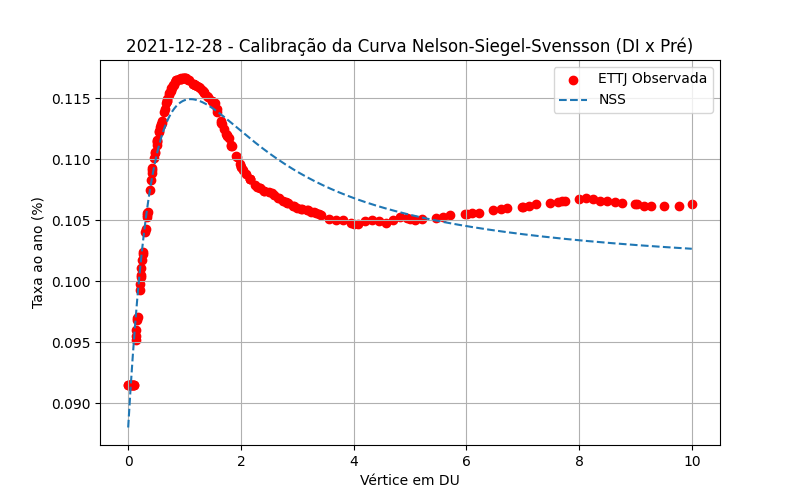 2021-12-28 - Calibração da Curva Nelson-Siegel-Svensson (DI x Pré)
ETTJ Observada
NSS
Taxa ao ano (%)
0.115
0.110
0.105
0.100
0.095
0.090
0
2
4
6
8
10
Vértice em DU